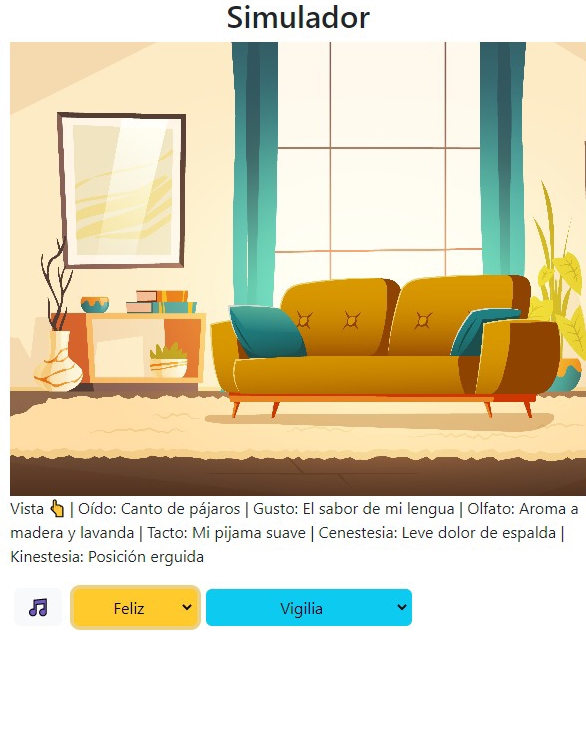 Simulador
Vista 👆 | Oído: Canto de pájaros | Gusto: El sabor de mi lengua | Olfato: Aroma a
madera y lavanda | Tacto: Mi pijama suave | Cenestesia: Leve dolor de espalda |
Kinestesia: Posición erguida
Feliz
Vigilia